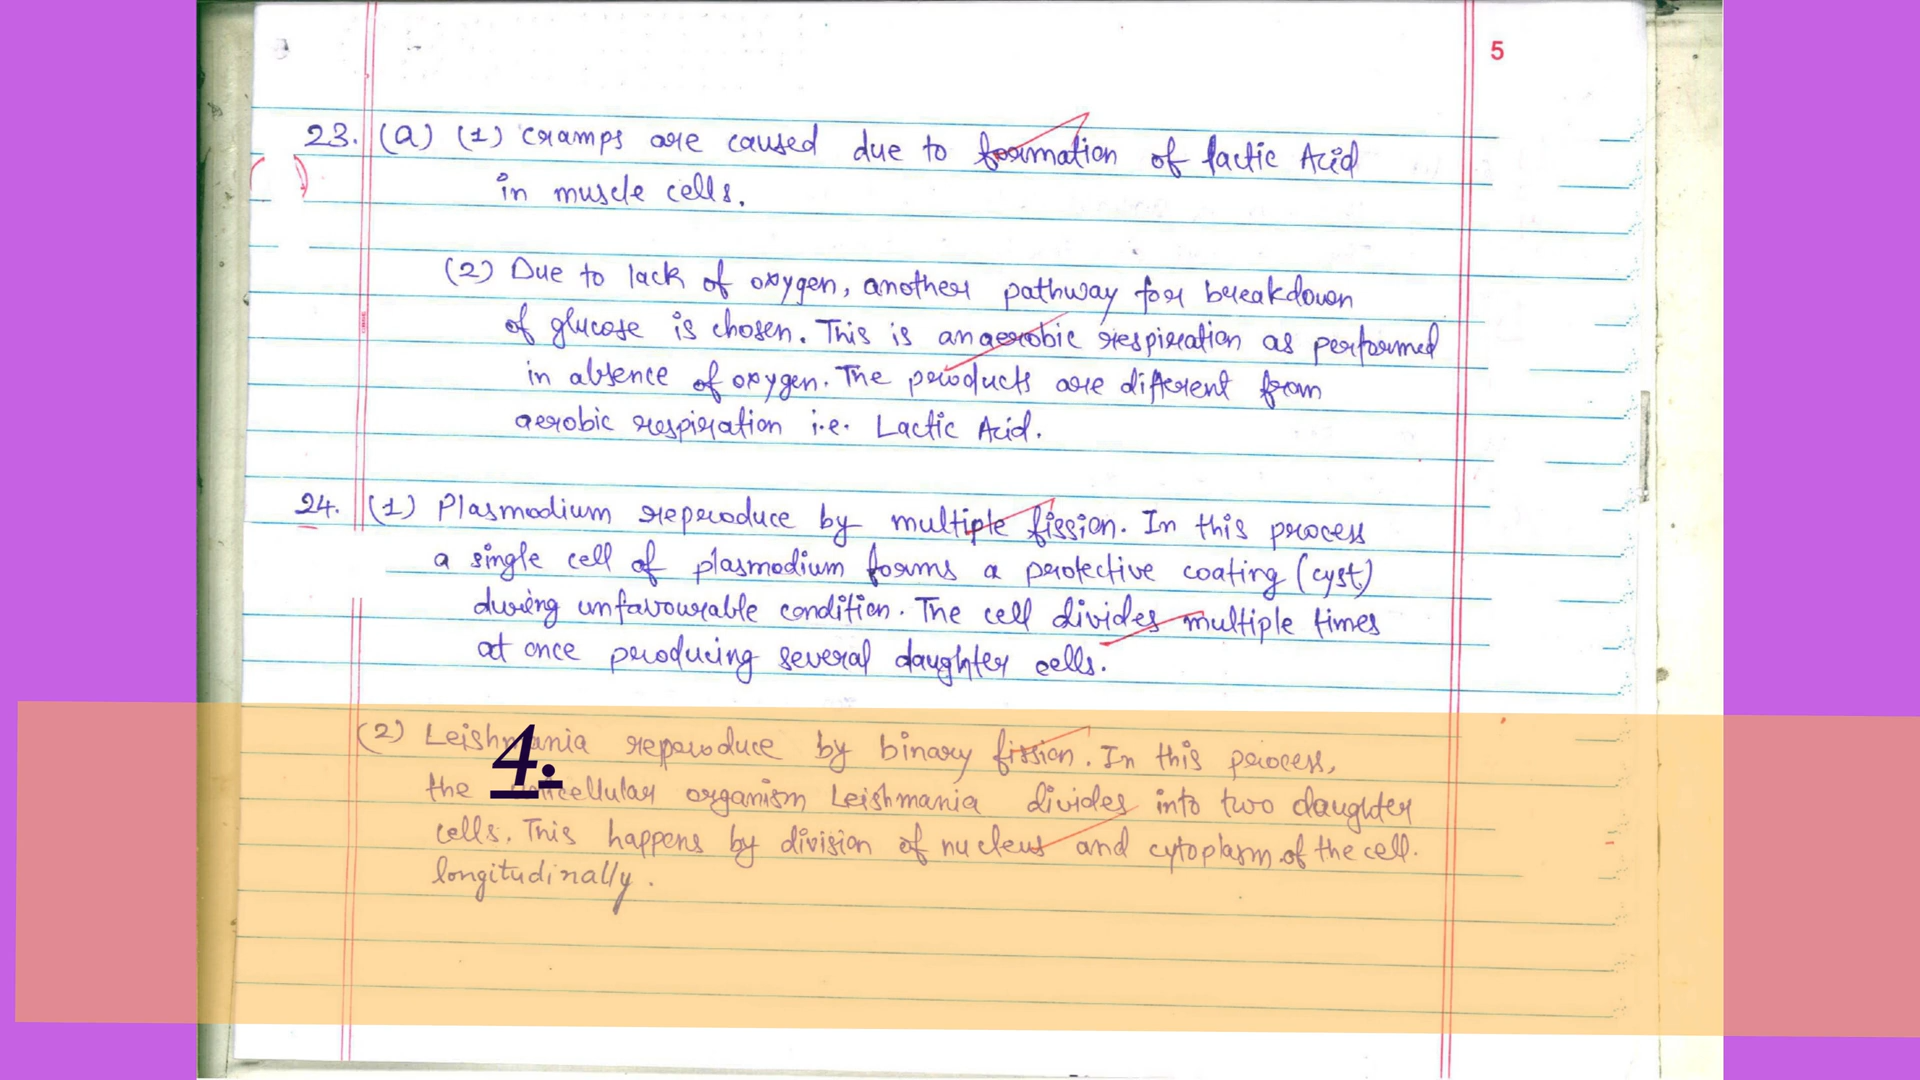 5
23. (a) (1) Cramps are caused due to formation of lactic Acid
in muscle cells.
(2) Due to lack of oxygen, another pathway for breakdown
of glucose is chosen. This is anaerobic respiration as performed
in absence of oxygen. The products are different from
aerobic respiration i.e. Lactic Acid.
24. (1) Plasmodium reproduce by multiple fission. In this process
a single cell of plasmodium forms a protective coating (cyst)
during unfavourable condition. The cell divides multiple times
at once producing several daughter cells.
(2) Leishmania reproduce by binary fission. In this process,
4.
the organism Leishmania divides into two daughter
cells. This happens by division of nucleus and cytoplasm of the cell.
longitudinally.